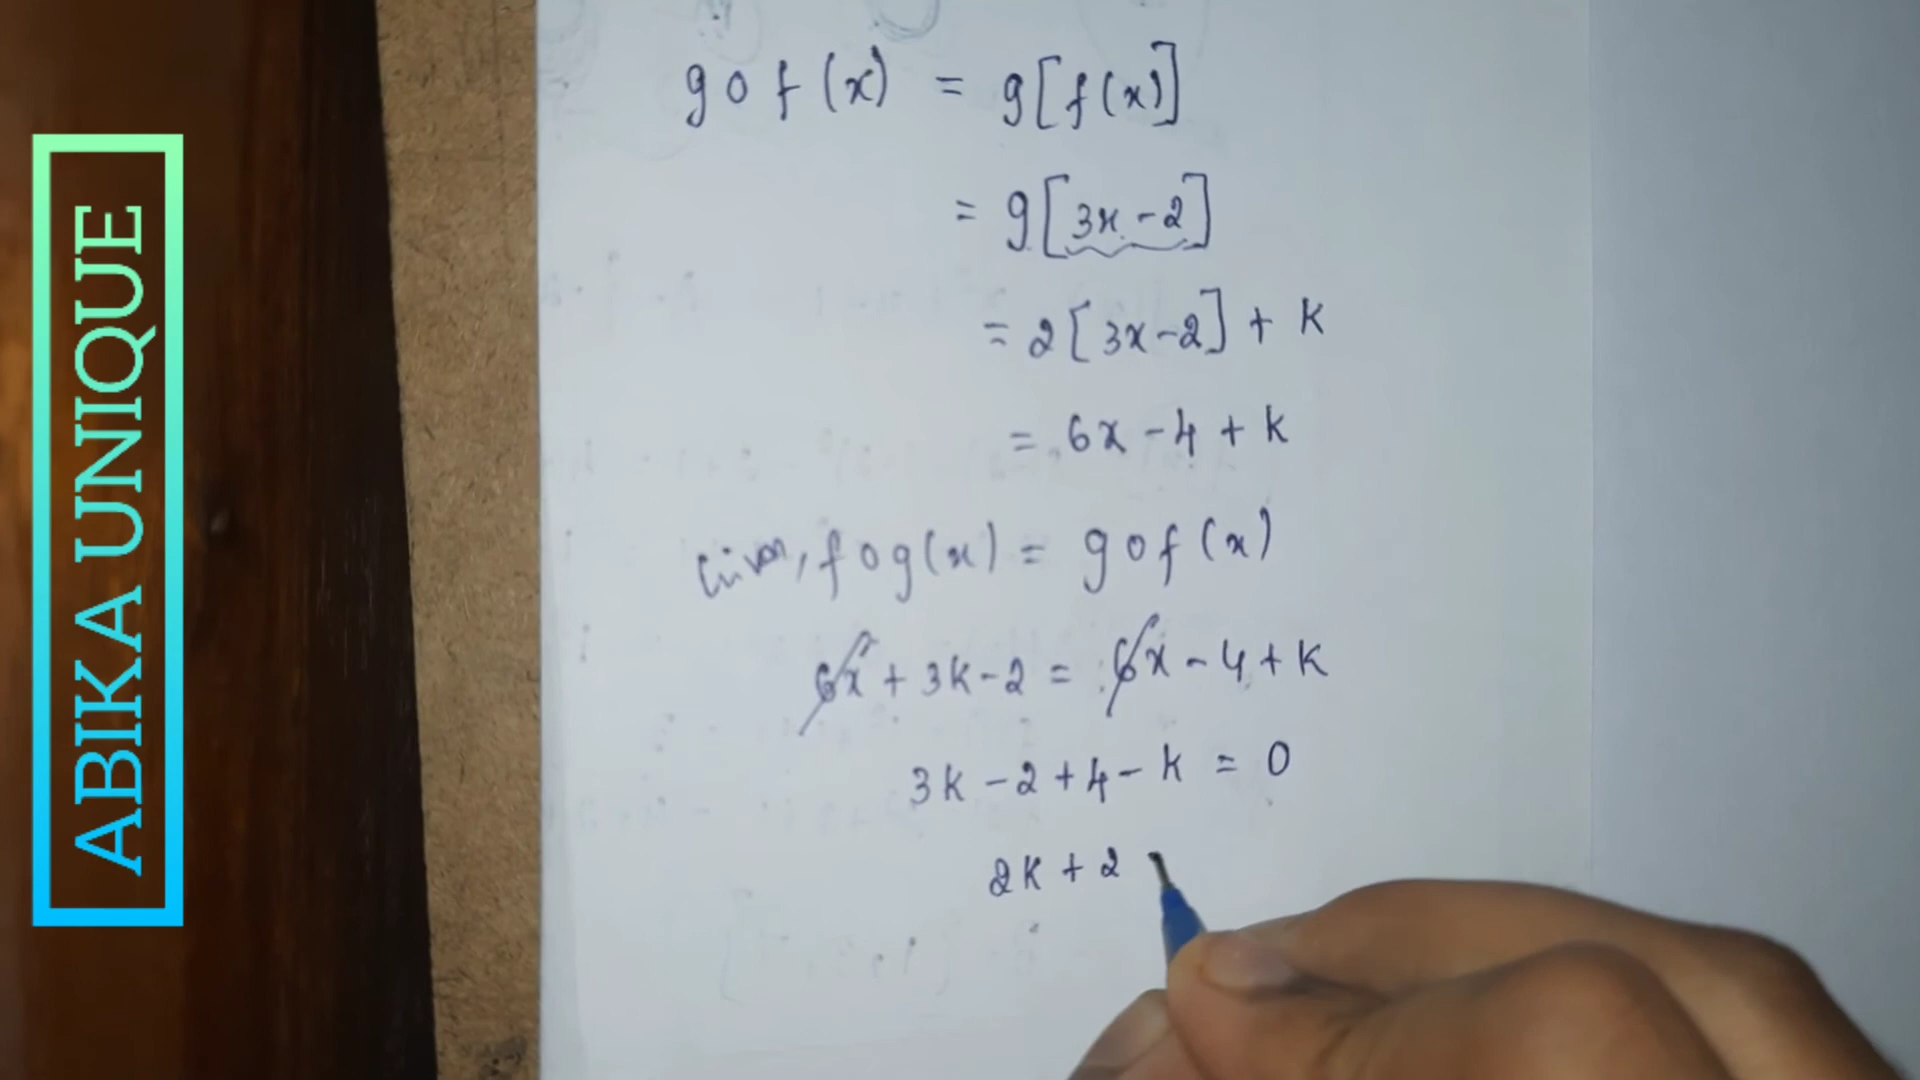 ABIKA UNIQUE
gof(x) = g[f(x)]
= g[3x-2]
= 2[3x-2] + k
= 6x - 4 + k
Given, fog(x) = gof(x)
6x + 3k - 2 = 6x - 4 + k
3k - 2 + 4 - k = 0
2k + 2